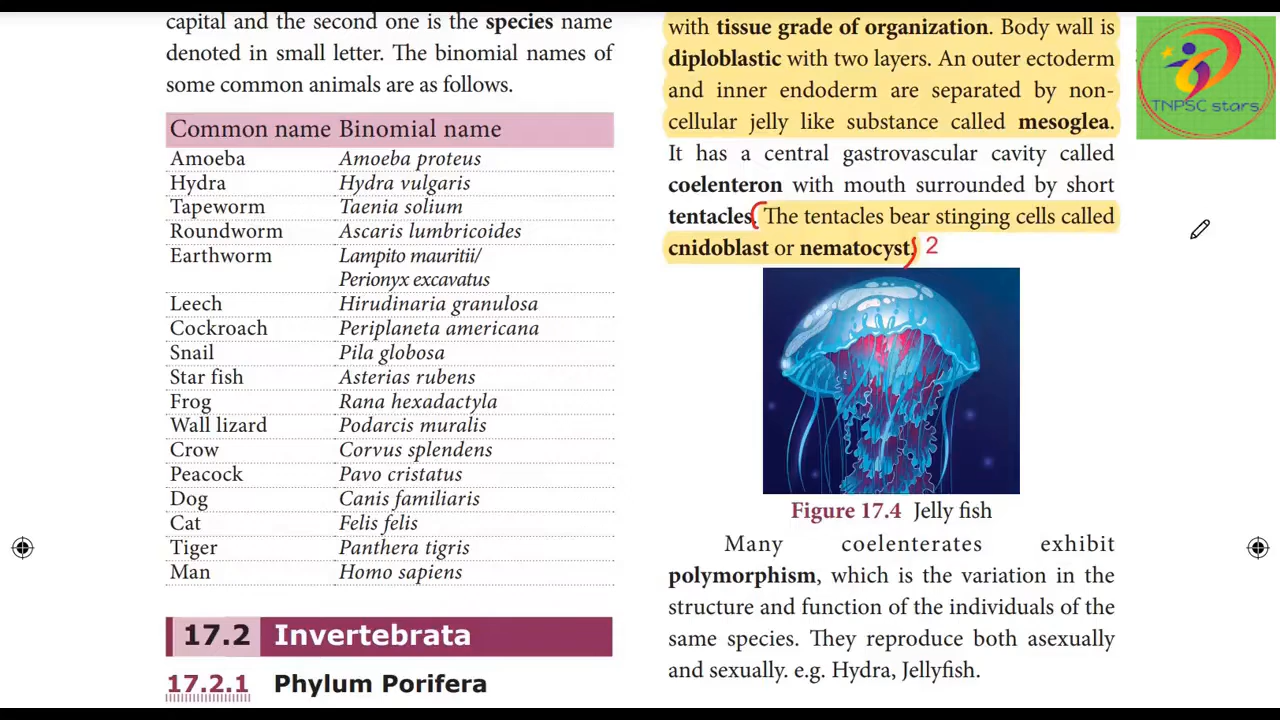 capital and the second one is the species name
denoted in small letter. The binomial names of
some common animals are as follows.
Common name Binomial name
Amoeba Amoeba proteus
Hydra Hydra vulgaris
Tapeworm Taenia solium
Roundworm Ascaris lumbricoides
Earthworm Lampito mauritii/
Perionyx excavatus
Leech Hirudinaria granulosa
Cockroach Periplaneta americana
Snail Pila globosa
Star fish Asterias rubens
Frog Rana hexadactyla
Wall lizard Podarcis muralis
Crow Corvus splendens
Peacock Pavo cristatus
Dog Canis familiaris
Cat Felis felis
Tiger Panthera tigris
Man Homo sapiens
17.2 Invertebrata
17.2.1 Phylum Porifera
with tissue grade of organization. Body wall is
diploblastic with two layers. An outer ectoderm
and inner endoderm are separated by non-
cellular jelly like substance called mesoglea.
It has a central gastrovascular cavity called
coelenteron with mouth surrounded by short
tentacles. The tentacles bear stinging cells called
cnidoblast or nematocyst. 2
Figure 17.4 Jelly fish
Many coelenterates exhibit
polymorphism, which is the variation in the
structure and function of the individuals of the
same species. They reproduce both asexually
and sexually. e.g. Hydra, Jellyfish.
TNPSC stars